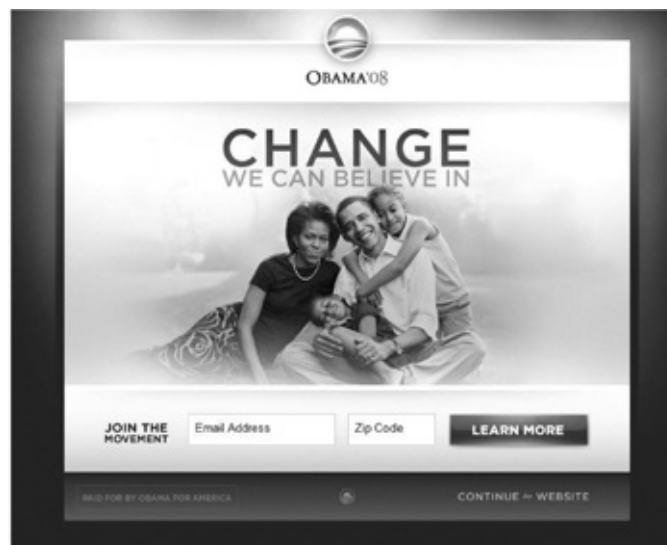 OBAMA'08
CHANGE
WE CAN BELIEVE IN
JOIN THE
MOVEMENT
Email Address
Zip Code
LEARN MORE
PAID FOR BY OBAMA FOR AMERICA
CONTINUE to WEBSITE